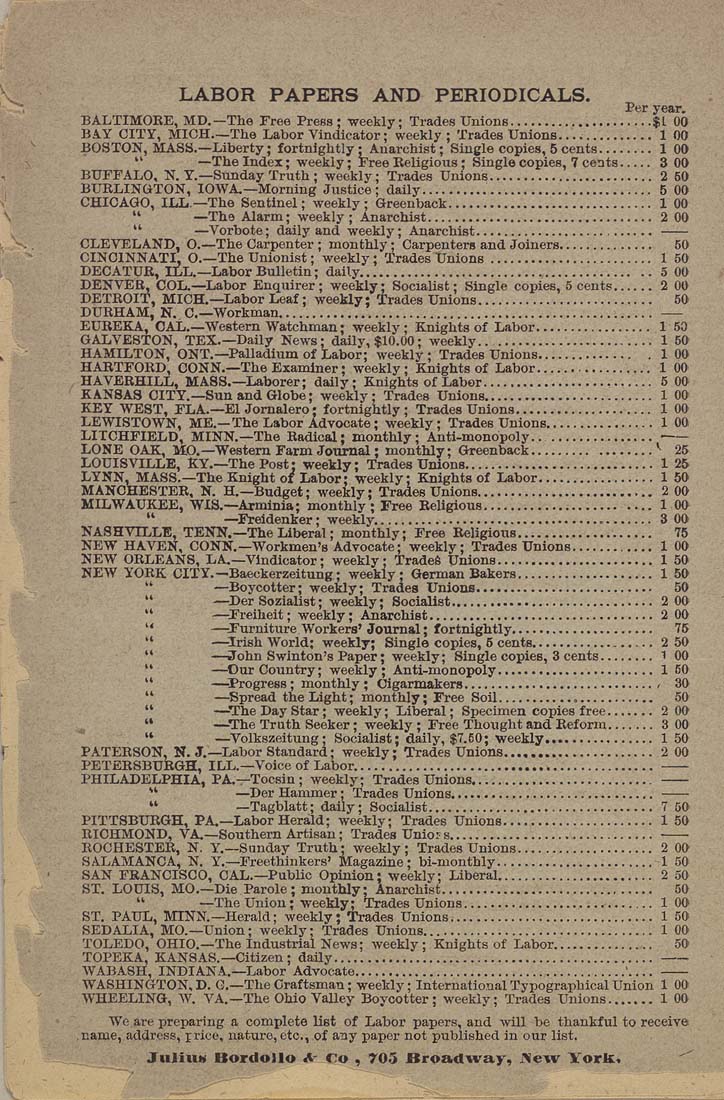 LABOR PAPERS AND PERIODICALS.
Per year.
BALTIMORE, MD.—The Free Press; weekly; Trades Unions....................$1 00
BAY CITY, MICH.—The Labor Vindicator; weekly; Trades Unions............. 1 00
BOSTON, MASS.—Liberty; fortnightly; Anarchist; Single copies, 5 cents........ 1 00
" —The Index; weekly; Free Religious; Single copies, 7 cents..... 3 00
BUFFALO, N. Y.—Sunday Truth; weekly; Trades Unions....................... 2 50
BURLINGTON, IOWA.—Morning Justice; daily................................ 5 00
CHICAGO, ILL.—The Sentinel; weekly; Greenback............................ 1 00
" —The Alarm; weekly; Anarchist............................... 2 00
" —Vorbote; daily and weekly; Anarchist........................ ——
CLEVELAND, O.—The Carpenter; monthly; Carpenters and Joiners............. 50
CINCINNATI, O.—The Unionist; weekly; Trades Unions ....................... 1 50
DECATUR, ILL.—Labor Bulletin; daily......................................... 5 00
DENVER, COL.—Labor Enquirer; weekly; Socialist; Single copies, 5 cents...... 2 00
DETROIT, MICH.—Labor Leaf; weekly; Trades Unions......................... 50
DURHAM, N. C.—Workman................................................... ——
EUREKA, CAL.—Western Watchman; weekly; Knights of Labor................ 1 50
GALVESTON, TEX.—Daily News; daily, $10.00; weekly........................ 1 50
HAMILTON, ONT.—Palladium of Labor; weekly; Trades Unions................ 1 00
HARTFORD, CONN.—The Examiner; weekly; Knights of Labor................ 1 00
HAVERHILL, MASS.—Laborer; daily; Knights of Labor........................ 5 00
KANSAS CITY.—Sun and Globe; weekly; Trades Unions........................ 1 00
KEY WEST, FLA.—El Jornalero; fortnightly; Trades Unions.................... 1 00
LEWISTOWN, ME.—The Labor Advocate; weekly; Trades Unions............... 1 00
LITCHFIELD, MINN.—The Radical; monthly; Anti-monopoly.................. ——
LONE OAK, MO.—Western Farm Journal; monthly; Greenback................. 25
LOUISVILLE, KY.—The Post; weekly; Trades Unions........................... 1 25
LYNN, MASS.—The Knight of Labor; weekly; Knights of Labor................ 1 50
MANCHESTER, N. H.—Budget; weekly; Trades Unions......................... 2 00
MILWAUKEE, WIS.—Arminia; monthly; Free Religious........................ 1 00
" —Freidenker; weekly....................................... 3 00
NASHVILLE, TENN.—The Liberal; monthly; Free Religious................... 75
NEW HAVEN, CONN.—Workmen's Advocate; weekly; Trades Unions............ 1 00
NEW ORLEANS, LA.—Vindicator; weekly; Trades Unions...................... 1 50
NEW YORK CITY.—Baeckerzeitung; weekly; German Bakers.................... 1 50
" —Boycotter; weekly; Trades Unions......................... 50
" —Der Sozialist; weekly; Socialist............................. 2 00
" —Freiheit; weekly; Anarchist................................ 2 00
" —Furniture Workers' Journal; fortnightly.................... 75
" —Irish World; weekly; Single copies, 5 cents................. 2 50
" —John Swinton's Paper; weekly; Single copies, 3 cents........ 1 00
" —Our Country; weekly; Anti-monopoly...................... 1 50
" —Progress; monthly; Cigarmakers........................... 30
" —Spread the Light; monthly; Free Soil...................... 50
" —The Day Star; weekly; Liberal; Specimen copies free....... 2 00
" —The Truth Seeker; weekly; Free Thought and Reform....... 3 00
" —Volkszeitung; Socialist; daily, $7.50; weekly................ 1 50
PATERSON, N. J.—Labor Standard; weekly; Trades Unions..................... 2 00
PETERSBURGH, ILL.—Voice of Labor.......................................... ——
PHILADELPHIA, PA.—Tocsin; weekly; Trades Unions.......................... ——
" —Der Hammer; Trades Unions............................. ——
" —Tagblatt; daily; Socialist................................ 7 50
PITTSBURGH, PA.—Labor Herald; weekly; Trades Unions..................... 1 50
RICHMOND, VA.—Southern Artisan; Trades Unions............................ ——
ROCHESTER, N. Y.—Sunday Truth; weekly; Trades Unions.................... 2 00
SALAMANCA, N. Y.—Freethinkers' Magazine; bi-monthly...................... 1 50
SAN FRANCISCO, CAL.—Public Opinion; weekly; Liberal...................... 2 50
ST. LOUIS, MO.—Die Parole; monthly; Anarchist.............................. 50
" —The Union; weekly; Trades Unions........................... 1 00
ST. PAUL, MINN.—Herald; weekly; Trades Unions............................. 1 50
SEDALIA, MO.—Union; weekly; Trades Unions................................ 1 00
TOLEDO, OHIO.—The Industrial News; weekly; Knights of Labor.............. 50
TOPEKA, KANSAS.—Citizen; daily............................................. ——
WABASH, INDIANA.—Labor Advocate......................................... ——
WASHINGTON, D. C.—The Craftsman; weekly; International Typographical Union 1 00
WHEELING, W. VA.—The Ohio Valley Boycotter; weekly; Trades Unions....... 1 00
We are preparing a complete list of Labor papers, and will be thankful to receive
name, address, price, nature, etc., of any paper not published in our list.
Julius Bordollo & Co, 705 Broadway, New York.